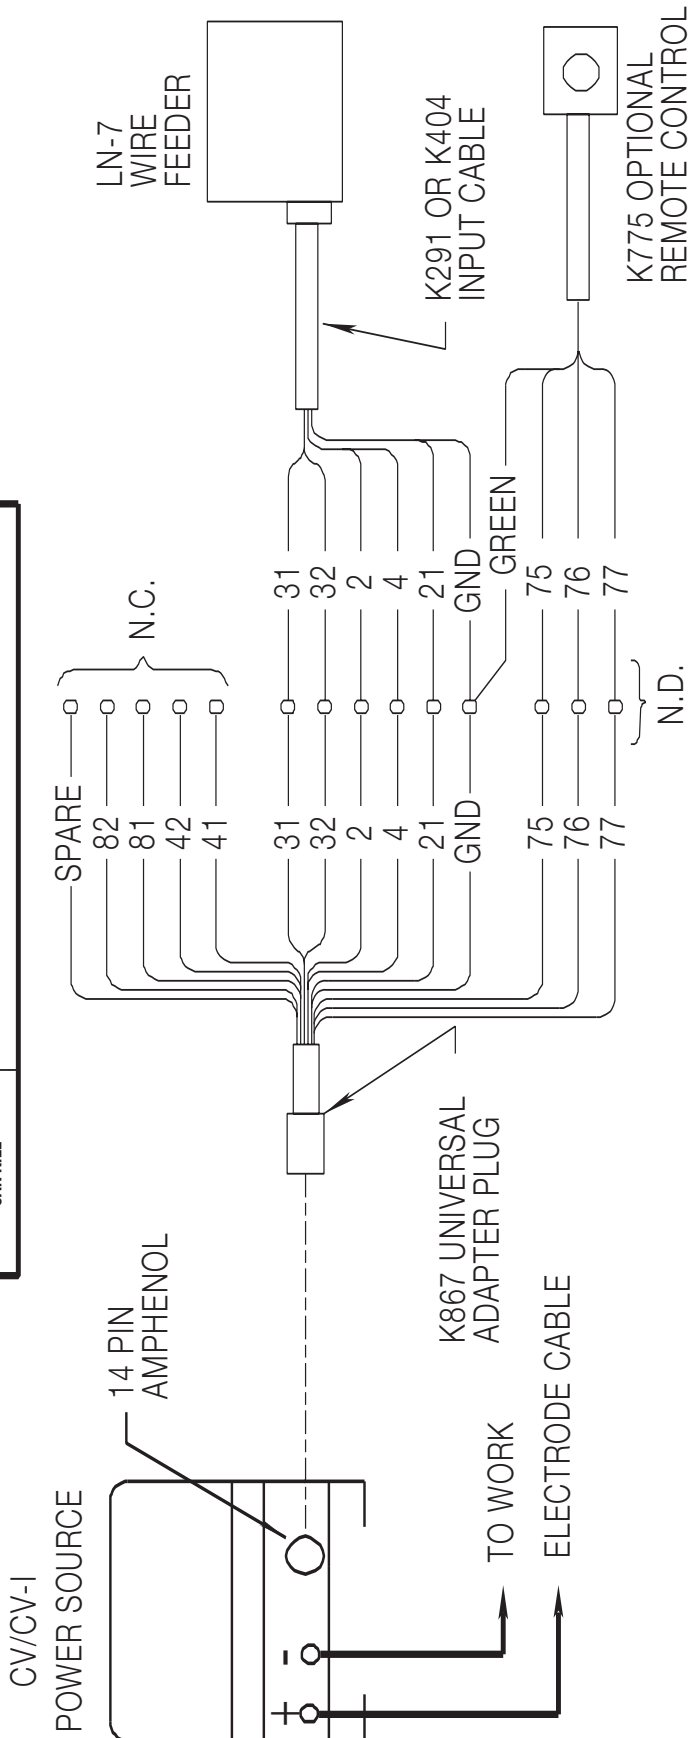 CV/CV-I
POWER SOURCE
+
-
14 PIN
AMPHENOL
TO WORK
ELECTRODE CABLE
K867 UNIVERSAL
ADAPTER PLUG
SPARE
82
81
42
41
N.C.
31
32
2
4
21
GND
75
76
77
31
32
2
4
21
GND
GREEN
75
76
77
N.D.
LN-7
WIRE
FEEDER
K291 OR K404
INPUT CABLE
K775 OPTIONAL
REMOTE CONTROL